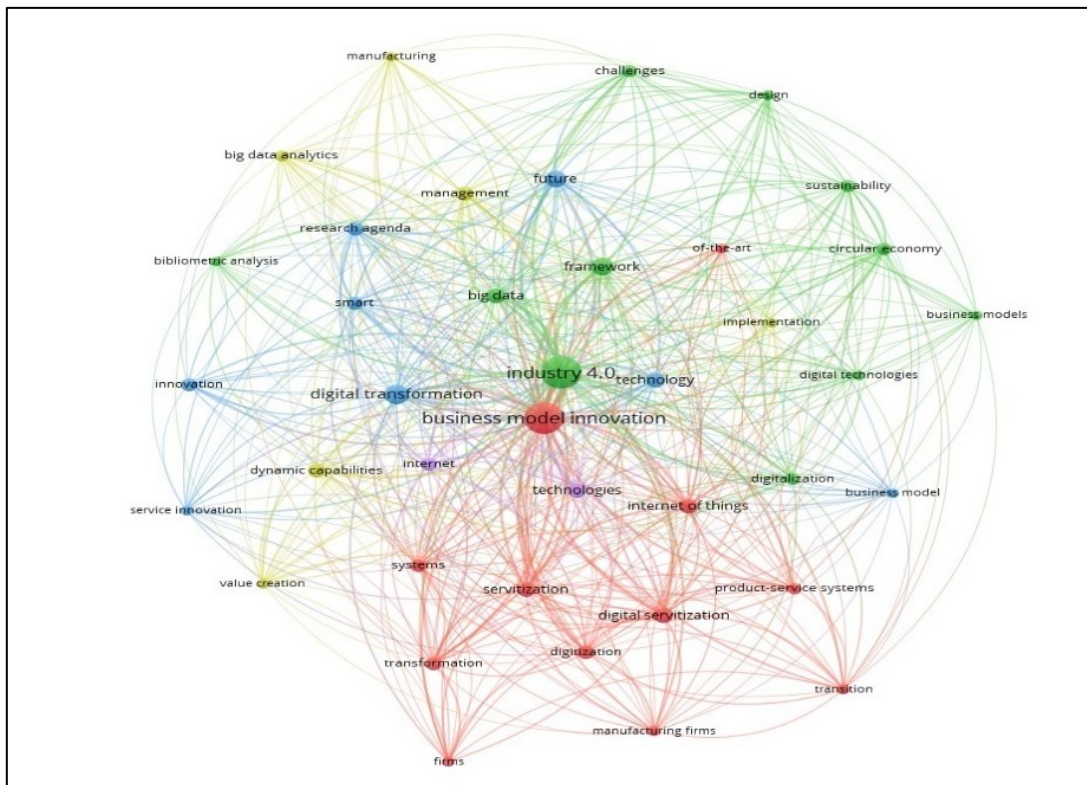 manufacturing
challenges
design
big data analytics
management
future
sustainability
research agenda
of-the-art
circular economy
bibliometric analysis
framework
big data
smart
implementation
business models
industry 4.0
technology
digital technologies
innovation
digital transformation
business model innovation
dynamic capabilities
internet
technologies
digitalization
business model
internet of things
service innovation
systems
value creation
servitization
product-service systems
digital servitization
digitization
transformation
transition
manufacturing firms
firms